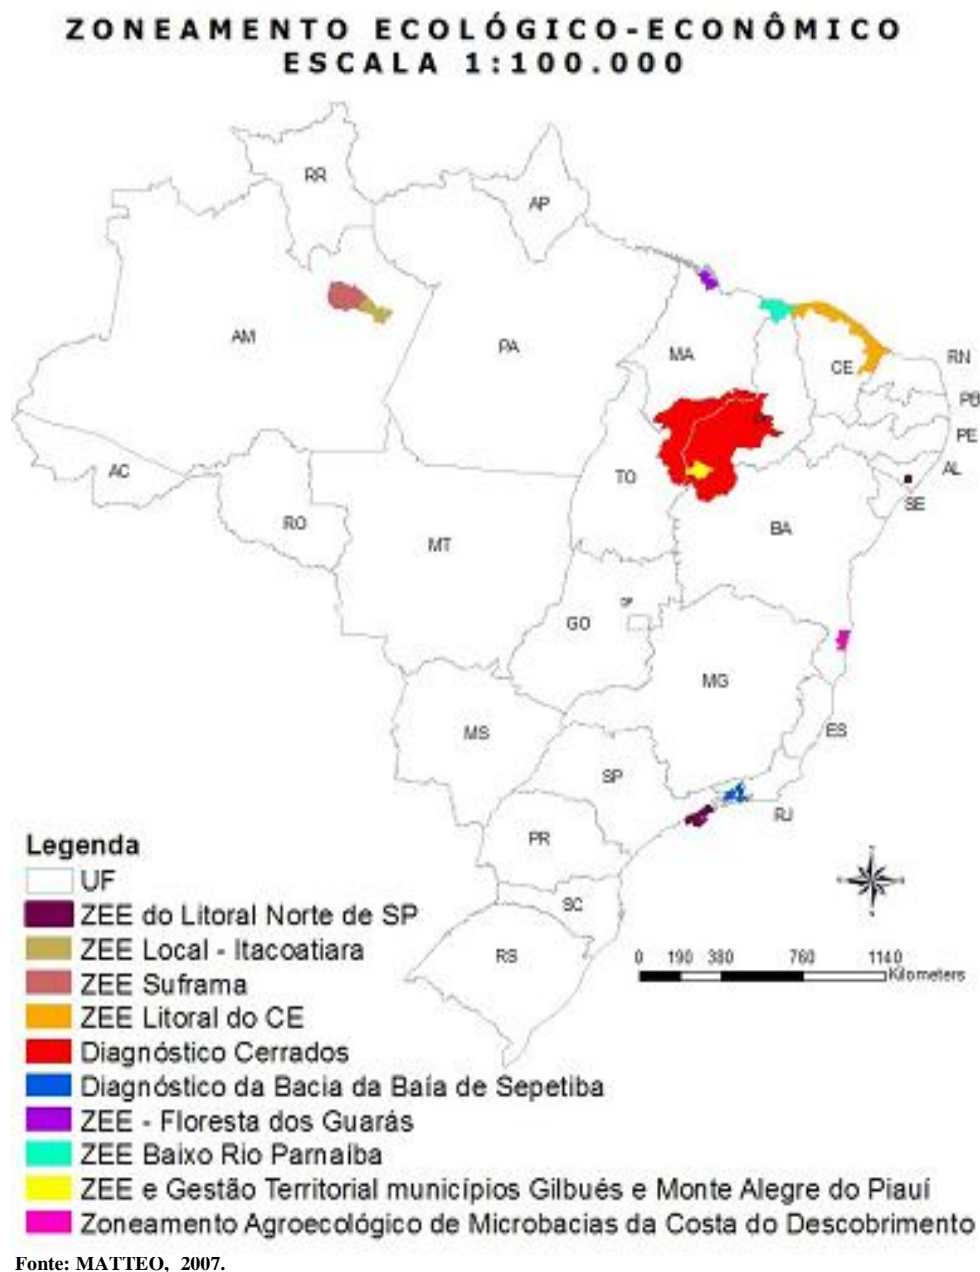 ZONEAMENTO ECOLÓGICO-ECONÔMICO
ESCALA 1:100.000
RR
AP
AM
PA
MA
CE
RN
PB
PE
AL
SE
AC
TO
RO
BA
MT
GO
DF
MG
MS
ES
SP
RJ
PR
SC
RS
0 190 380 760 1140
Kilometers
Legenda
UF
ZEE do Litoral Norte de SP
ZEE Local - Itacoatiara
ZEE Suframa
ZEE Litoral do CE
Diagnóstico Cerrados
Diagnóstico da Bacia da Baía de Sepetiba
ZEE - Floresta dos Guarás
ZEE Baixo Rio Parnaíba
ZEE e Gestão Territorial municípios Gilbués e Monte Alegre do Piauí
Zoneamento Agroecológico de Microbacias da Costa do Descobrimento
Fonte: MATTEO, 2007.